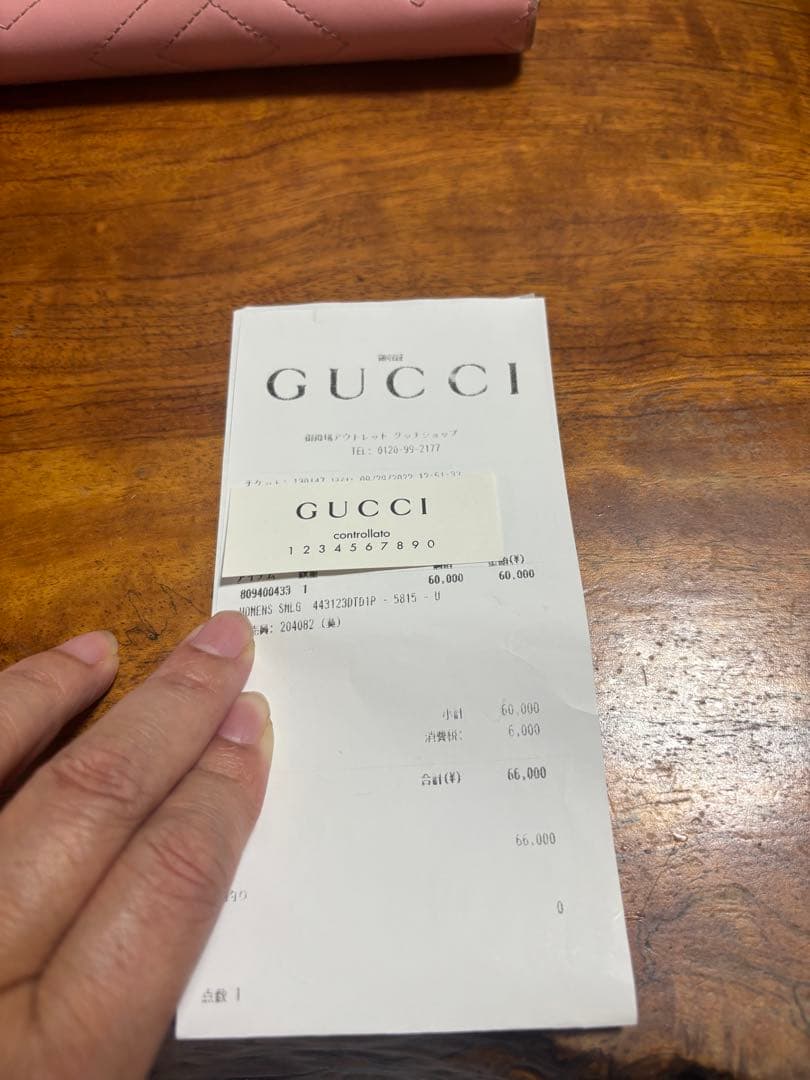 GUCCI
御殿場アウトレット グッチショップ
TEL: 0120-99-2177
GUCCI
controllato
1 2 3 4 5 6 7 8 9 0
60,000 60,000
809400433 1
WOMENS SMLG 443123DTD1P - 5815 - U
204082
小計 60,000
消費税: 6,000
合計(¥) 66,000
66,000
0
点数 1